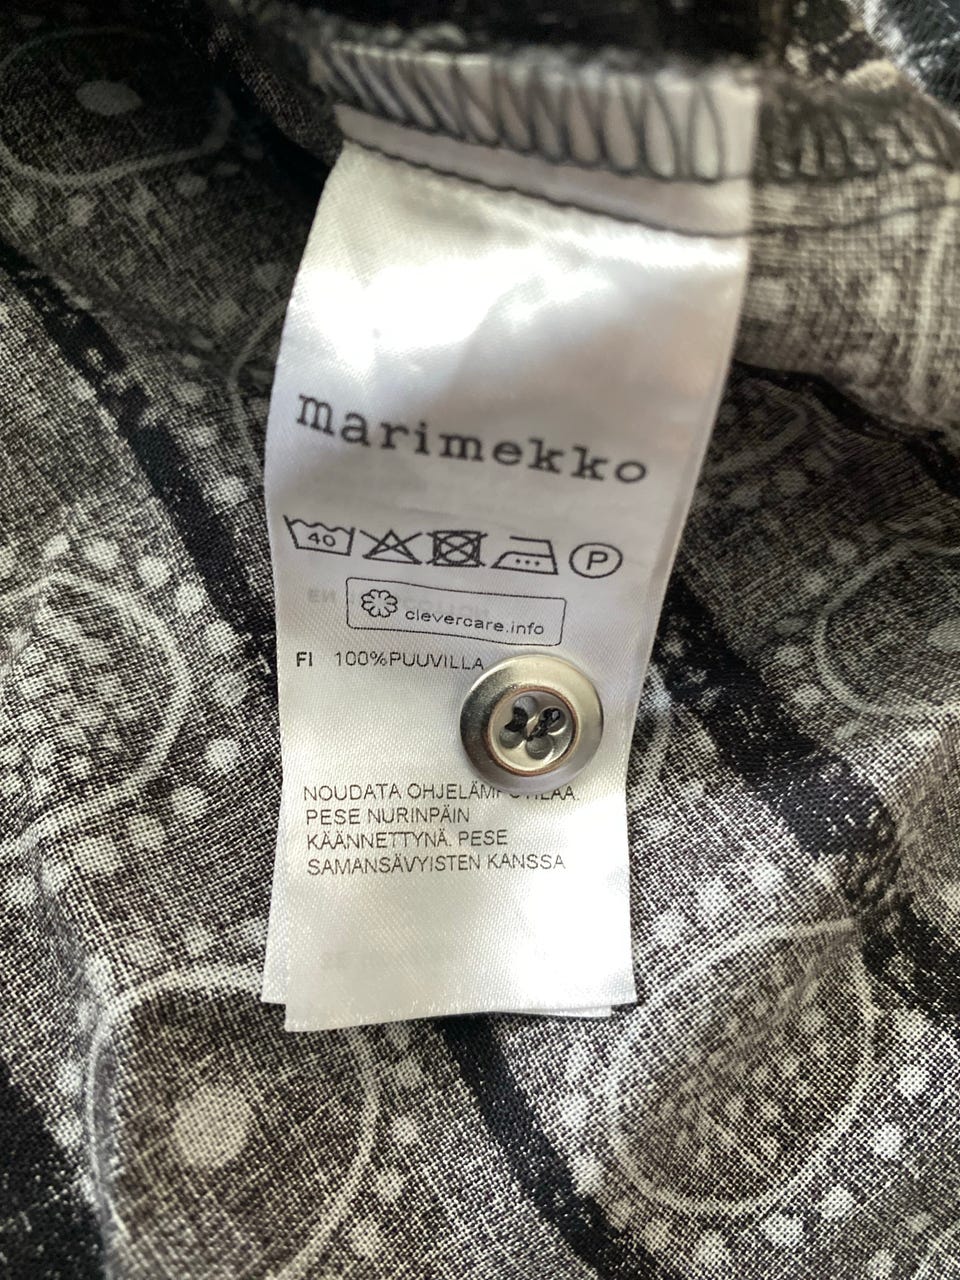 marimekko
40 P
clevercare.info
FI 100%PUUVILLA
NOUDATA OHJELÄMPÖTILAA.
PESE NURINPÄIN
KÄÄNNETTYNÄ. PESE
SAMANSÄVYISTEN KANSSA